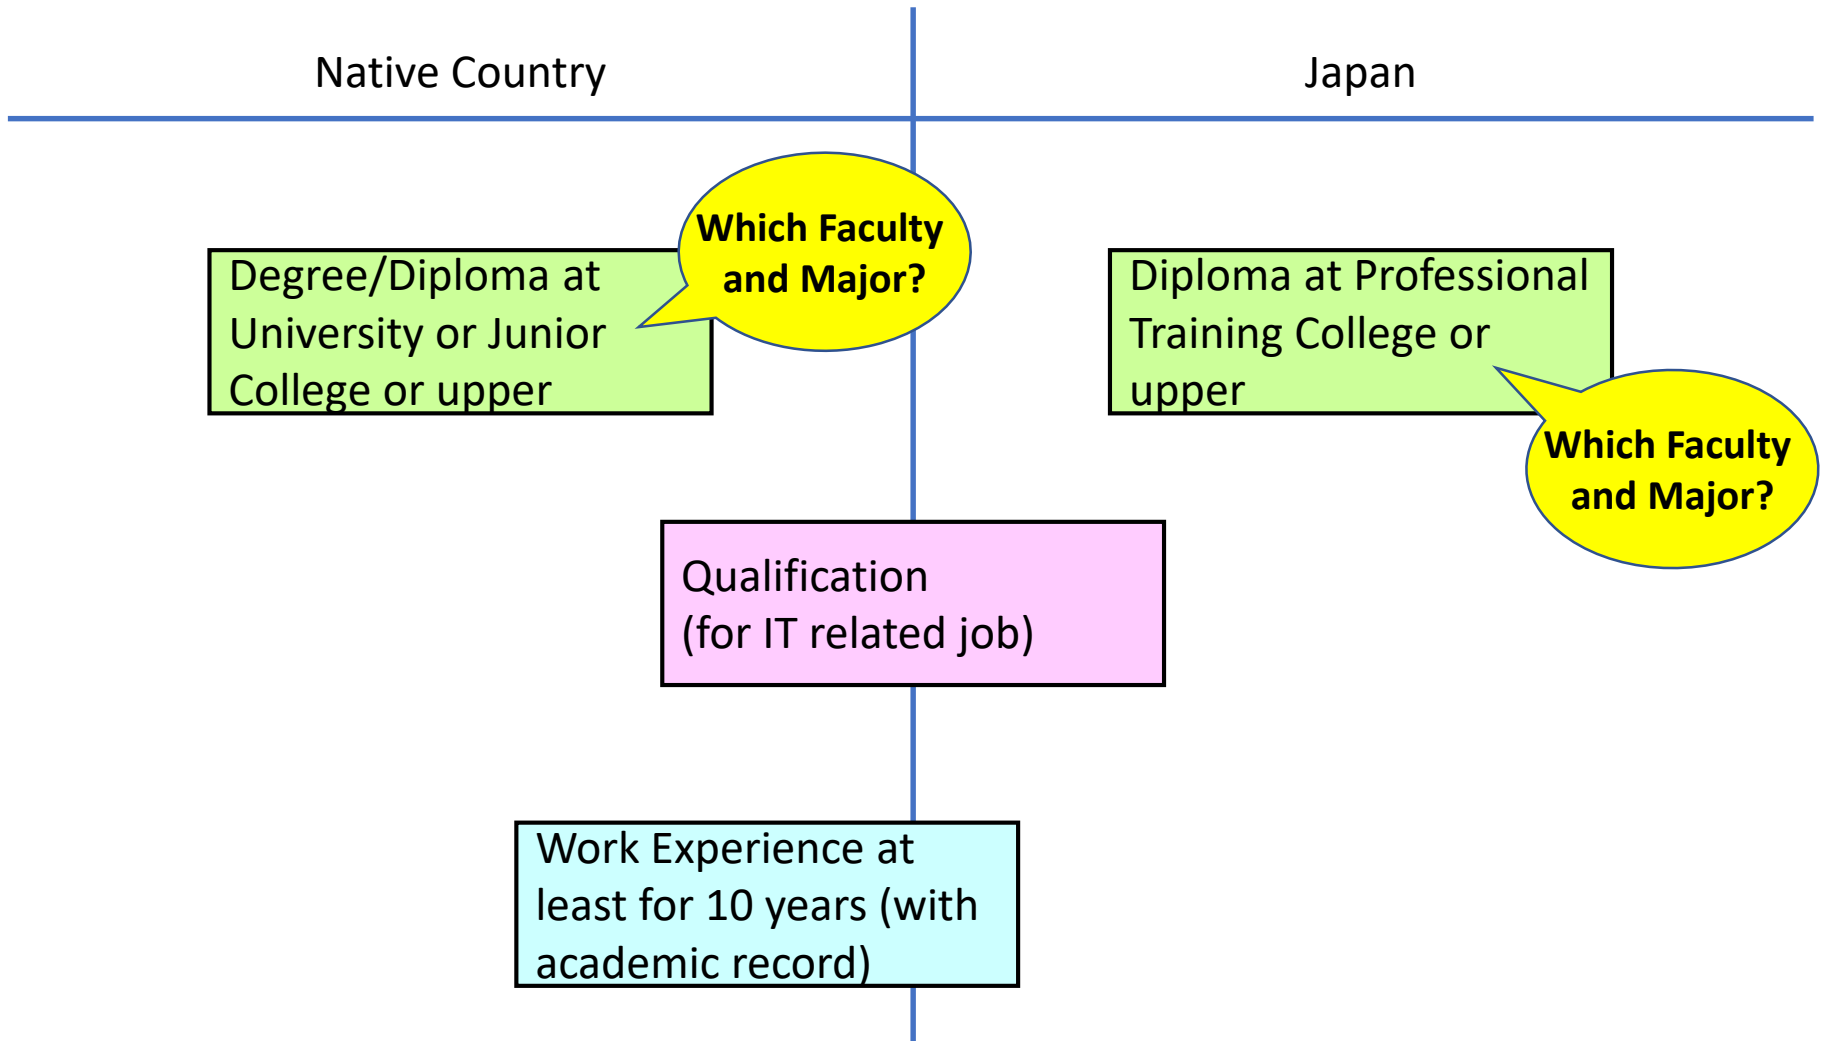 Native Country
Japan
Which Faculty
and Major?
Degree/Diploma at
University or Junior
College or upper
Diploma at Professional
Training College or
upper
Which Faculty
and Major?
Qualification
(for IT related job)
Work Experience at
least for 10 years (with
academic record)